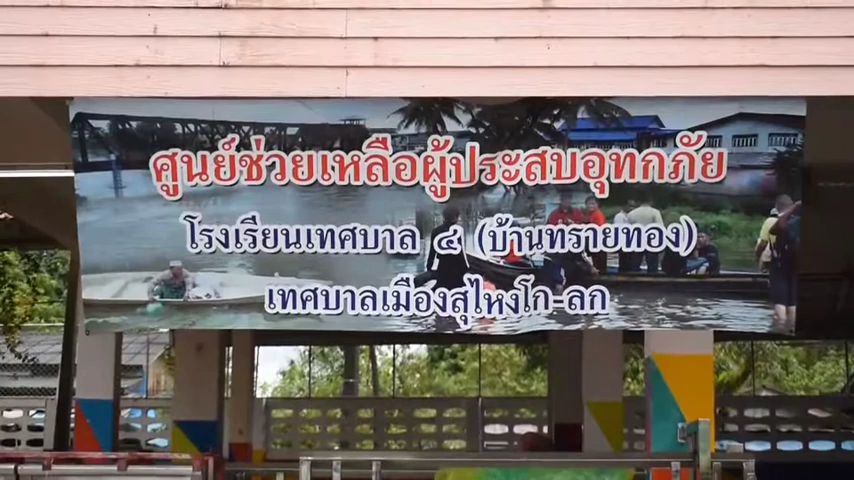 ศูนย์ช่วยเหลือผู้ประสบอุทกภัย
โรงเรียนเทศบาล ๔ (บ้านทรายทอง)
เทศบาลเมืองสุไหงโก-ลก